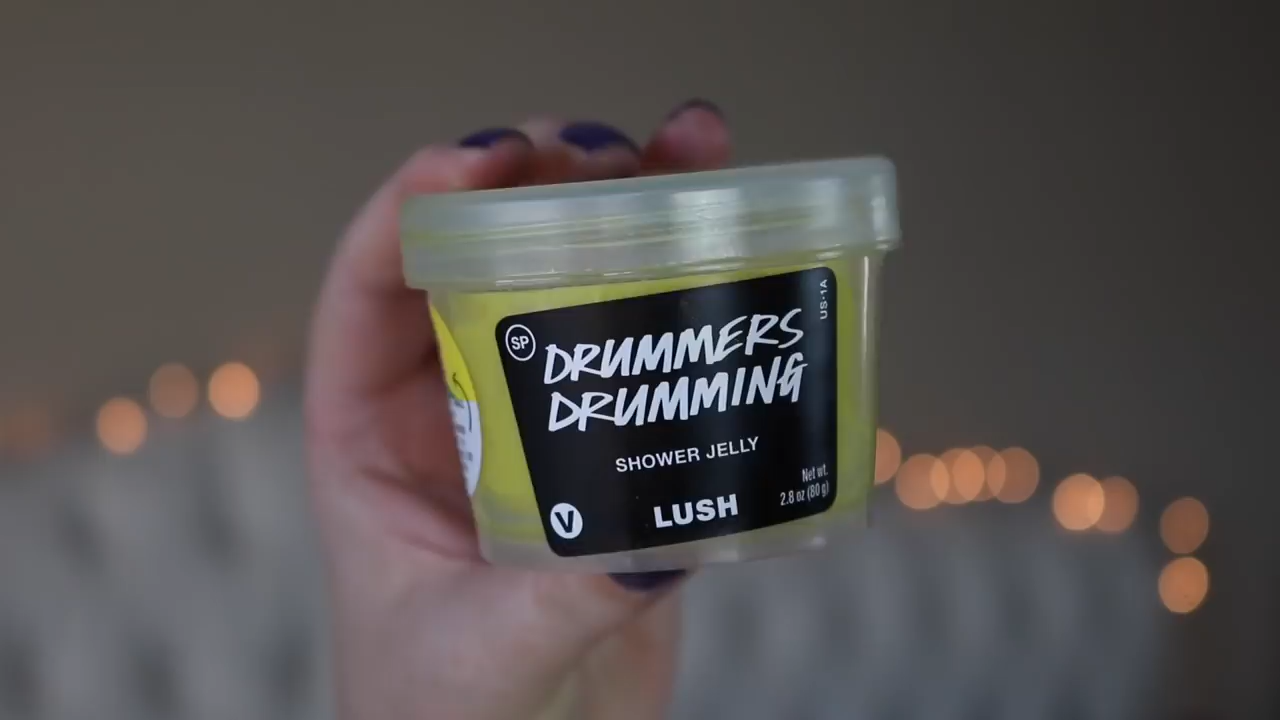 SP
DRUMMERS
DRUMMING
SHOWER JELLY
V
LUSH
Net wt.
2.8 oz (80 g)
US·1A